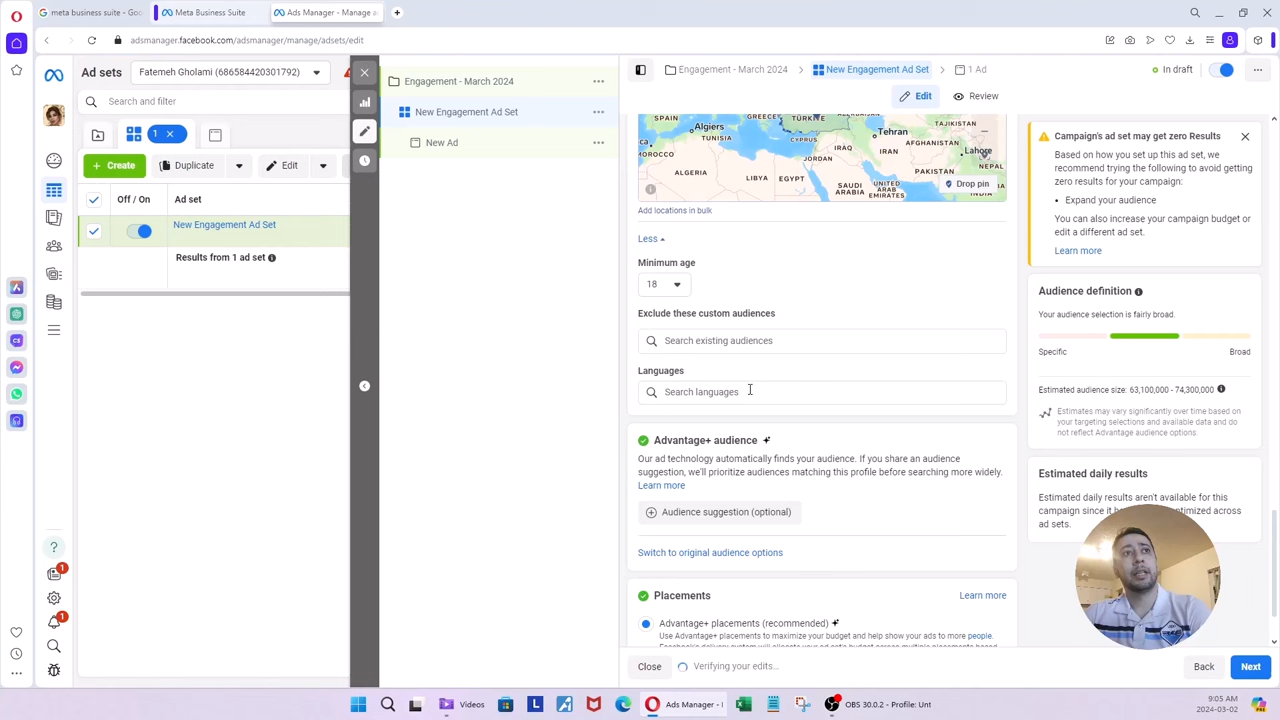 meta business suite - Goo
Meta Business Suite
Ads Manager - Manage a
adsmanager.facebook.com/adsmanager/manage/adsets/edit
Ad sets
Fatemeh Gholami (686584420301792)
Search and filter
1
Create
Duplicate
Edit
Off / On
Ad set
New Engagement Ad Set
Results from 1 ad set
Engagement - March 2024
New Engagement Ad Set
New Ad
Engagement - March 2024
New Engagement Ad Set
1 Ad
In draft
Edit
Review
Algiers
Tehran
TAJIKISTAN
Lahore
OROCCO
ALGERIA
LIBYA
EGYPT
JORDAN
IRAQ
IRAN
AFGHANISTAN
PAKISTAN
NEPAL
SAUDI
ARABIA
UNITED
EMIRATES
Drop pin
Add locations in bulk
Less
Minimum age
18
Exclude these custom audiences
Search existing audiences
Languages
Search languages
Advantage+ audience
Our ad technology automatically finds your audience. If you share an audience
suggestion, we'll prioritize audiences matching this profile before searching more widely.
Learn more
Audience suggestion (optional)
Switch to original audience options
Placements
Learn more
Advantage+ placements (recommended)
Use Advantage+ placements to maximize your budget and help show your ads to more people.
Close
Verifying your edits...
Back
Next
Campaign's ad set may get zero Results
Based on how you set up this ad set, we
recommend trying the following to avoid getting
zero results for your campaign:
• Expand your audience
You can also increase your campaign budget or
edit a different ad set.
Learn more
Audience definition
Your audience selection is fairly broad.
Specific
Broad
Estimated audience size: 63,100,000 - 74,300,000
Estimates may vary significantly over time based on
your targeting selections and available data and do
not reflect Advantage audience options.
Estimated daily results
Estimated daily results aren't available for this
ad sets.
1
1
Videos
Ads Manager - I
OBS 30.0.2 - Profile: Unt
9:05 AM
2024-03-02